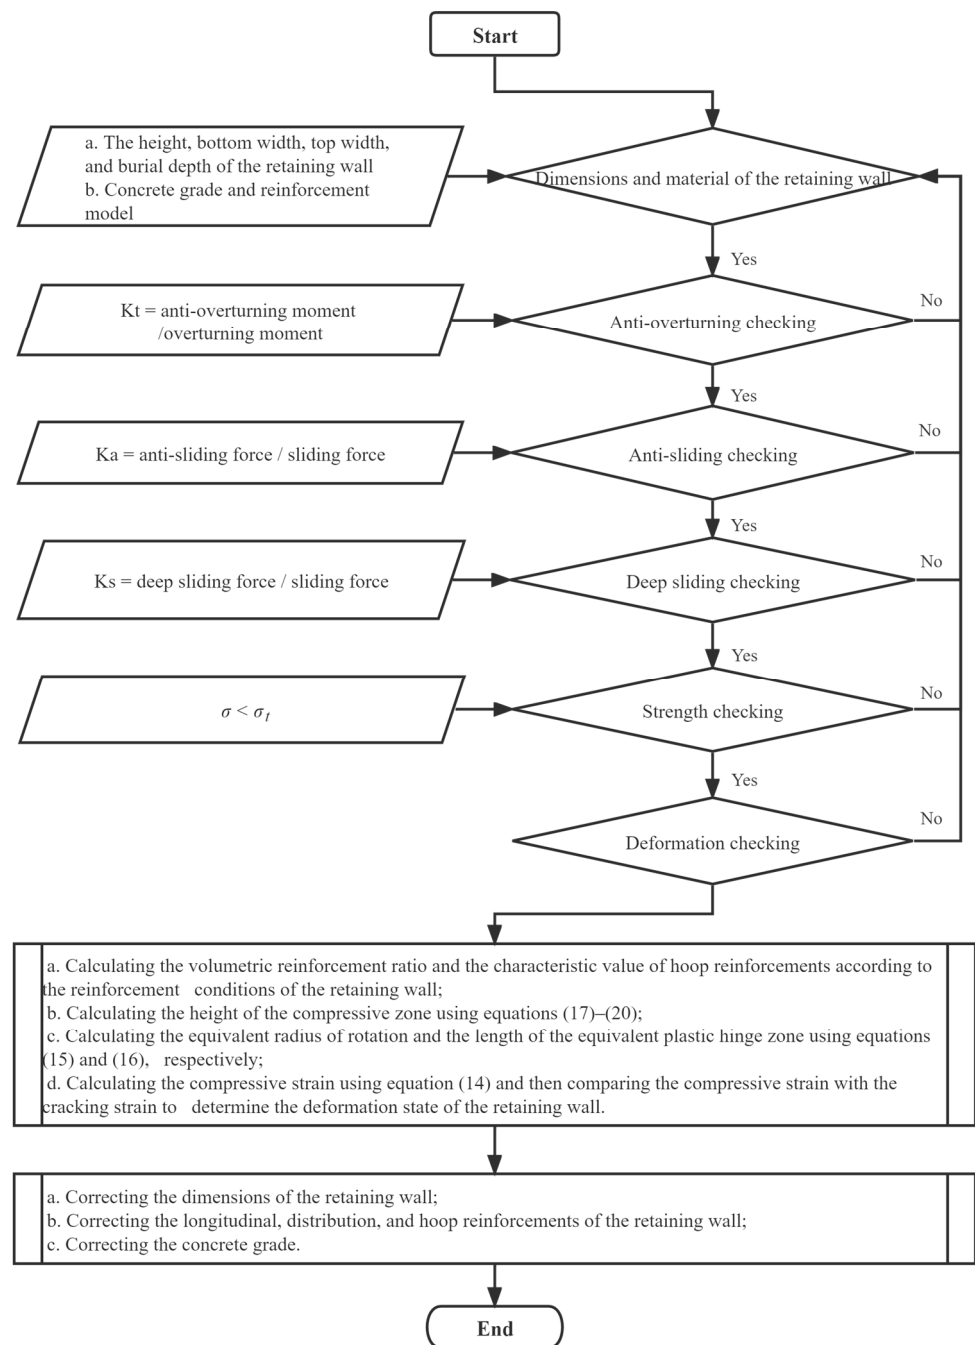 Start
a. The height, bottom width, top width,
and burial depth of the retaining wall
b. Concrete grade and reinforcement
model
Dimensions and material of the retaining wall
Yes
Kt = anti-overturning moment
/overturning moment
Anti-overturning checking
No
Yes
Ka = anti-sliding force / sliding force
Anti-sliding checking
No
Yes
Ks = deep sliding force / sliding force
Deep sliding checking
No
Yes
σ < σt
Strength checking
No
Yes
Deformation checking
No
a. Calculating the volumetric reinforcement ratio and the characteristic value of hoop reinforcements according to
the reinforcement conditions of the retaining wall;
b. Calculating the height of the compressive zone using equations (17)–(20);
c. Calculating the equivalent radius of rotation and the length of the equivalent plastic hinge zone using equations
(15) and (16), respectively;
d. Calculating the compressive strain using equation (14) and then comparing the compressive strain with the
cracking strain to determine the deformation state of the retaining wall.
a. Correcting the dimensions of the retaining wall;
b. Correcting the longitudinal, distribution, and hoop reinforcements of the retaining wall;
c. Correcting the concrete grade.
End